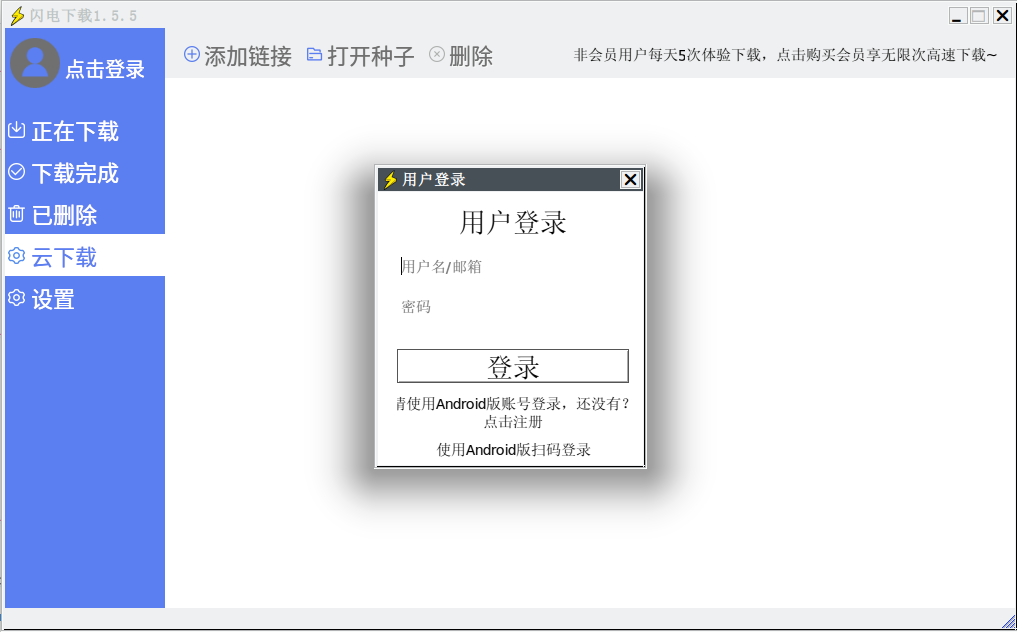 闪电下载1.5.5
点击登录
添加链接 打开种子 删除
非会员用户每天5次体验下载，点击购买会员享无限次高速下载~
正在下载
下载完成
已删除
云下载
设置
用户登录
用户登录
用户名/邮箱
密码
登录
请使用Android版账号登录，还没有？
点击注册
使用Android版扫码登录